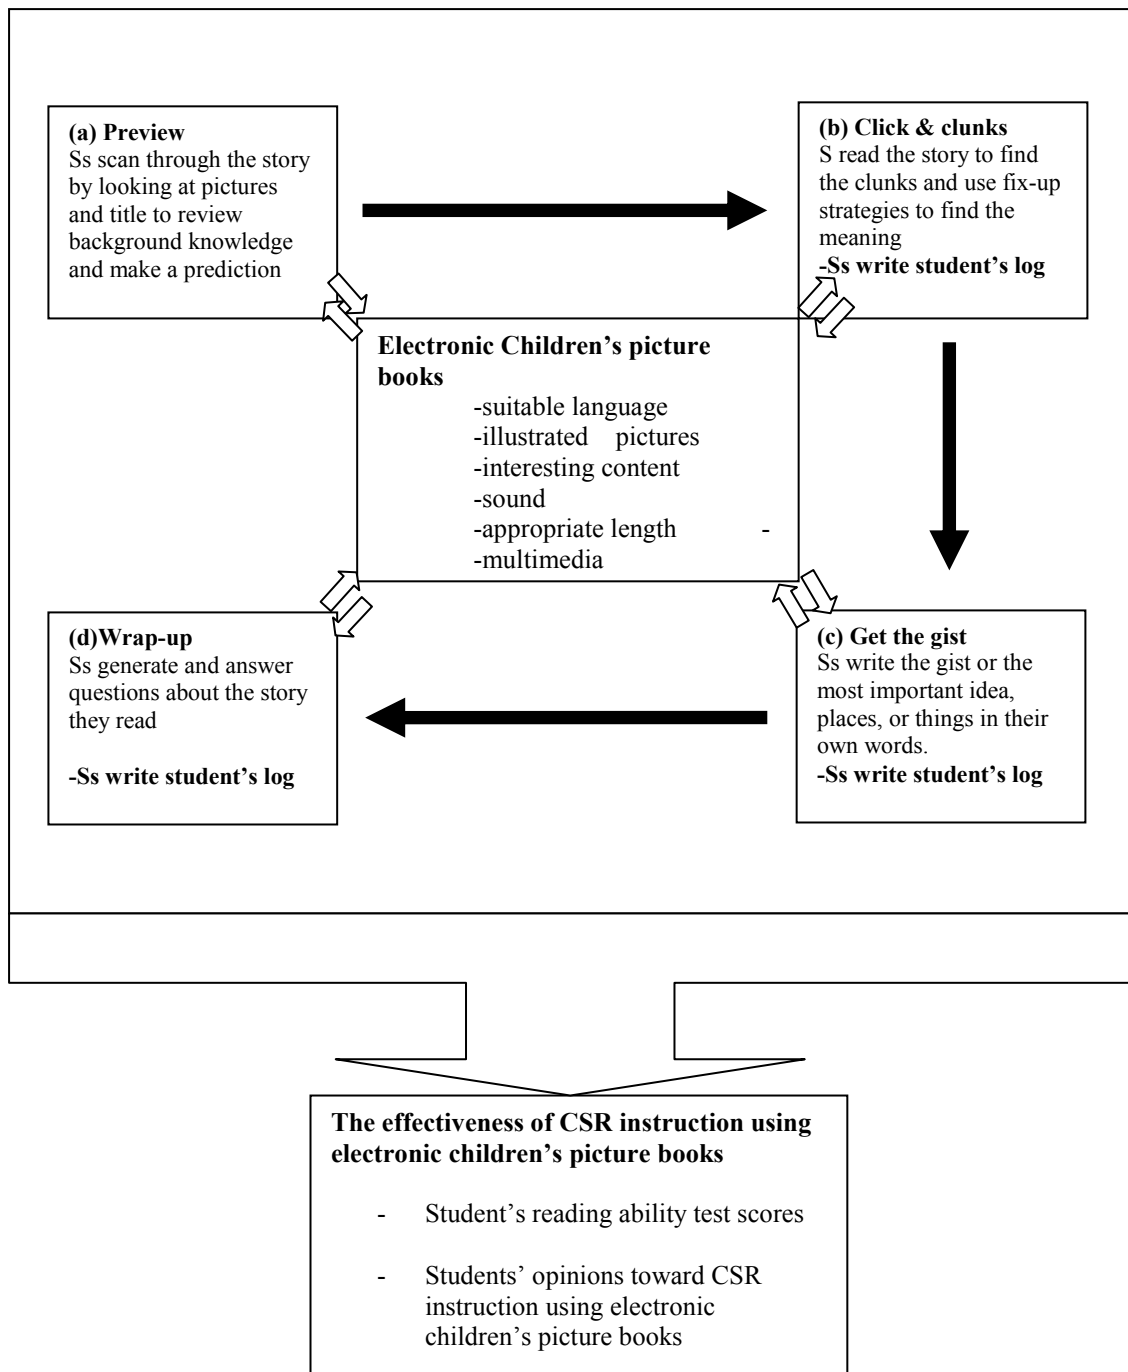 (a) Preview
Ss scan through the story
by looking at pictures
and title to review
background knowledge
and make a prediction
(b) Click & clunks
S read the story to find
the clunks and use fix-up
strategies to find the
meaning
-Ss write student’s log
Electronic Children’s picture
books
-suitable language
-illustrated pictures
-interesting content
-sound
-appropriate length -
-multimedia
(c) Get the gist
Ss write the gist or the
most important idea,
places, or things in their
own words.
-Ss write student’s log
(d)Wrap-up
Ss generate and answer
questions about the story
they read
-Ss write student’s log
The effectiveness of CSR instruction using
electronic children’s picture books
- Student’s reading ability test scores
- Students’ opinions toward CSR
instruction using electronic
children’s picture books